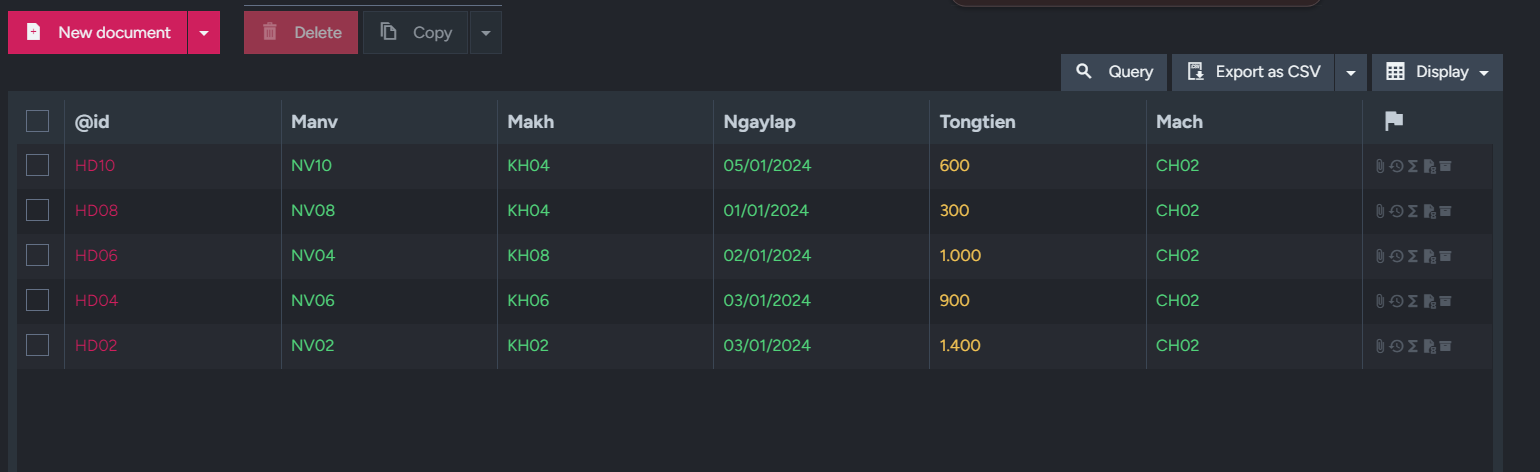 New document Delete Copy
Query Export as CSV Display
@id Manv Makh Ngaylap Tongtien Mach
HD10 NV10 KH04 05/01/2024 600 CH02
HD08 NV08 KH04 01/01/2024 300 CH02
HD06 NV04 KH08 02/01/2024 1.000 CH02
HD04 NV06 KH06 03/01/2024 900 CH02
HD02 NV02 KH02 03/01/2024 1.400 CH02